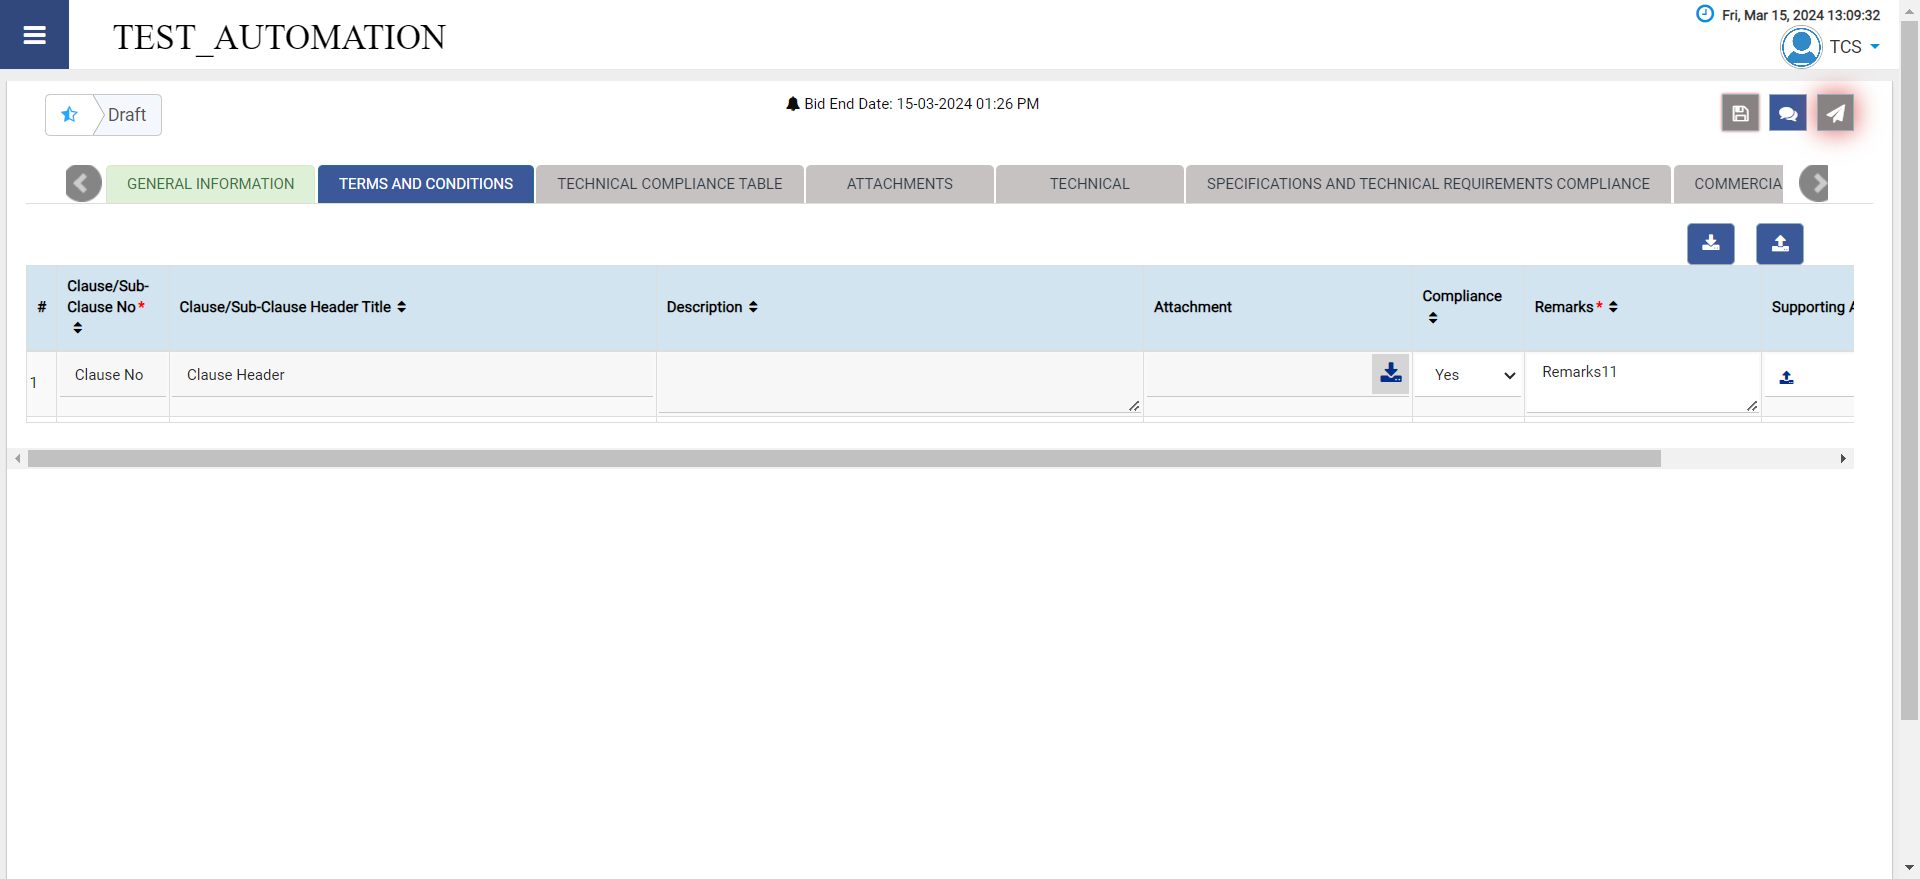 TEST_AUTOMATION
Fri, Mar 15, 2024 13:09:32
TCS
Draft
Bid End Date: 15-03-2024 01:26 PM
GENERAL INFORMATION
TERMS AND CONDITIONS
TECHNICAL COMPLIANCE TABLE
ATTACHMENTS
TECHNICAL
SPECIFICATIONS AND TECHNICAL REQUIREMENTS COMPLIANCE
COMMERCIA
#
Clause/Sub-
Clause No*
Clause/Sub-Clause Header Title
Description
Attachment
Compliance
Remarks*
Supporting A
1
Clause No
Clause Header
Yes
Remarks11